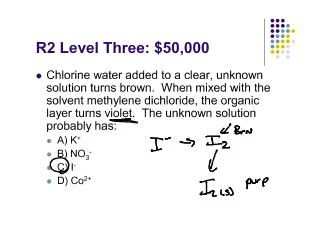 R2 Level Three: $50,000
Chlorine water added to a clear, unknown
solution turns brown. When mixed with the
solvent methylene dichloride, the organic
layer turns violet. The unknown solution
probably has:
A) K⁺
B) NO₃⁻
C) I⁻
D) Co²⁺
Brn
I⁻ → I₂
I₂(s) purp